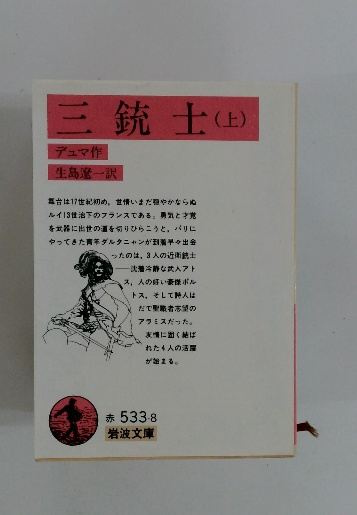 三銃士(上)
デュマ作
生島遼一訳
舞台は17世紀初め。世情いまだ穏やかならぬ
ルイ13世治下のフランスである。勇気と才覚
を武器に出世の道を切りひらこうと、パリに
やってきた青年ダルタニャンが到着早々出会
ったのは、3人の近衛銃士
――沈着冷静な武人アト
ス、人の好い豪傑ポル
トス、そして詩人は
だで聖職者志望の
アラミスだった。
友情に固く結ば
れた4人の活躍
が始まる。
赤 533-8
岩波文庫